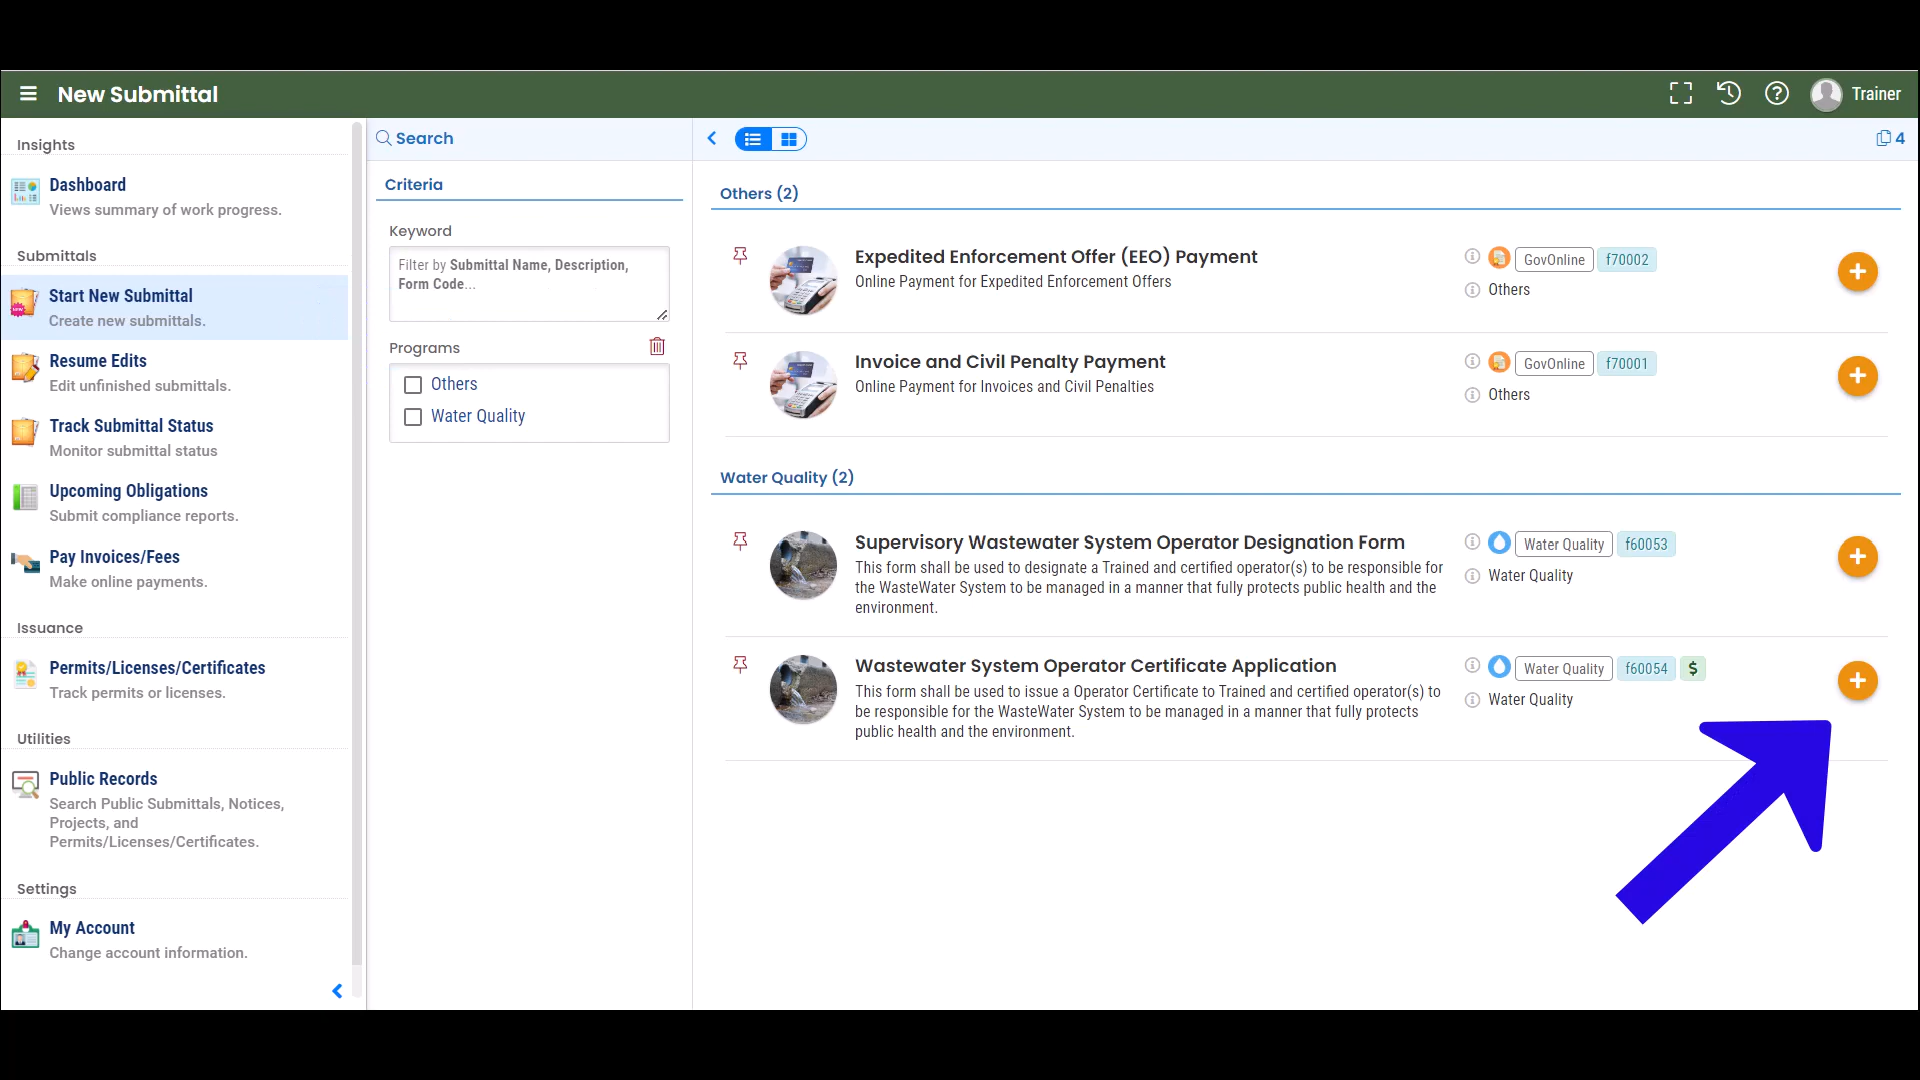 New Submittal
Trainer
Insights
Dashboard
Views summary of work progress.
Submittals
Start New Submittal
Create new submittals.
Resume Edits
Edit unfinished submittals.
Track Submittal Status
Monitor submittal status
Upcoming Obligations
Submit compliance reports.
Pay Invoices/Fees
Make online payments.
Issuance
Permits/Licenses/Certificates
Track permits or licenses.
Utilities
Public Records
Search Public Submittals, Notices,
Projects, and
Permits/Licenses/Certificates.
Settings
My Account
Change account information.
Search
Criteria
Keyword
Filter by Submittal Name, Description,
Form Code...
Programs
Others
Water Quality
4
Others (2)
Expedited Enforcement Offer (EEO) Payment
Online Payment for Expedited Enforcement Offers
GovOnline f70002
Others
Invoice and Civil Penalty Payment
Online Payment for Invoices and Civil Penalties
GovOnline f70001
Others
Water Quality (2)
Supervisory Wastewater System Operator Designation Form
This form shall be used to designate a Trained and certified operator(s) to be responsible for
the WasteWater System to be managed in a manner that fully protects public health and the
environment.
Water Quality f60053
Water Quality
Wastewater System Operator Certificate Application
This form shall be used to issue a Operator Certificate to Trained and certified operator(s) to
be responsible for the WasteWater System to be managed in a manner that fully protects
public health and the environment.
Water Quality f60054 $
Water Quality